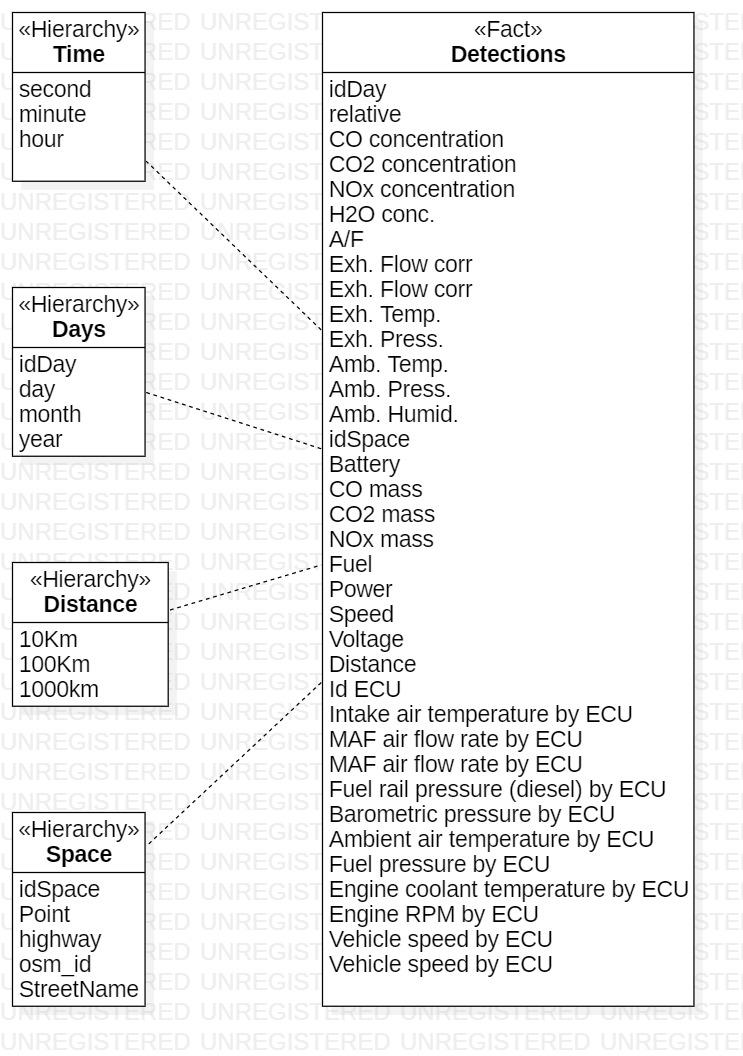 «Hierarchy»
Time
second
minute
hour
«Hierarchy»
Days
idDay
day
month
year
«Hierarchy»
Distance
10Km
100Km
1000km
«Hierarchy»
Space
idSpace
Point
highway
osm_id
StreetName
«Fact»
Detections
idDay
relative
CO concentration
CO2 concentration
NOx concentration
H2O conc.
A/F
Exh. Flow corr
Exh. Flow corr
Exh. Temp.
Exh. Press.
Amb. Temp.
Amb. Press.
Amb. Humid.
idSpace
Battery
CO mass
CO2 mass
NOx mass
Fuel
Power
Speed
Voltage
Distance
Id ECU
Intake air temperature by ECU
MAF air flow rate by ECU
MAF air flow rate by ECU
Fuel rail pressure (diesel) by ECU
Barometric pressure by ECU
Ambient air temperature by ECU
Fuel pressure by ECU
Engine coolant temperature by ECU
Engine RPM by ECU
Vehicle speed by ECU
Vehicle speed by ECU
UNREGISTERED UNREGISTERED UNREGISTERED UNREGISTERED